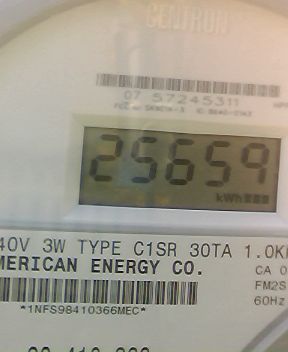 CENTRON
07 57245311
25659
kWh
40V 3W TYPE C1SR 30TA 1.0K
MERICAN ENERGY CO.
CA 0
FM2S
60Hz
*1NFS98410366MEC*